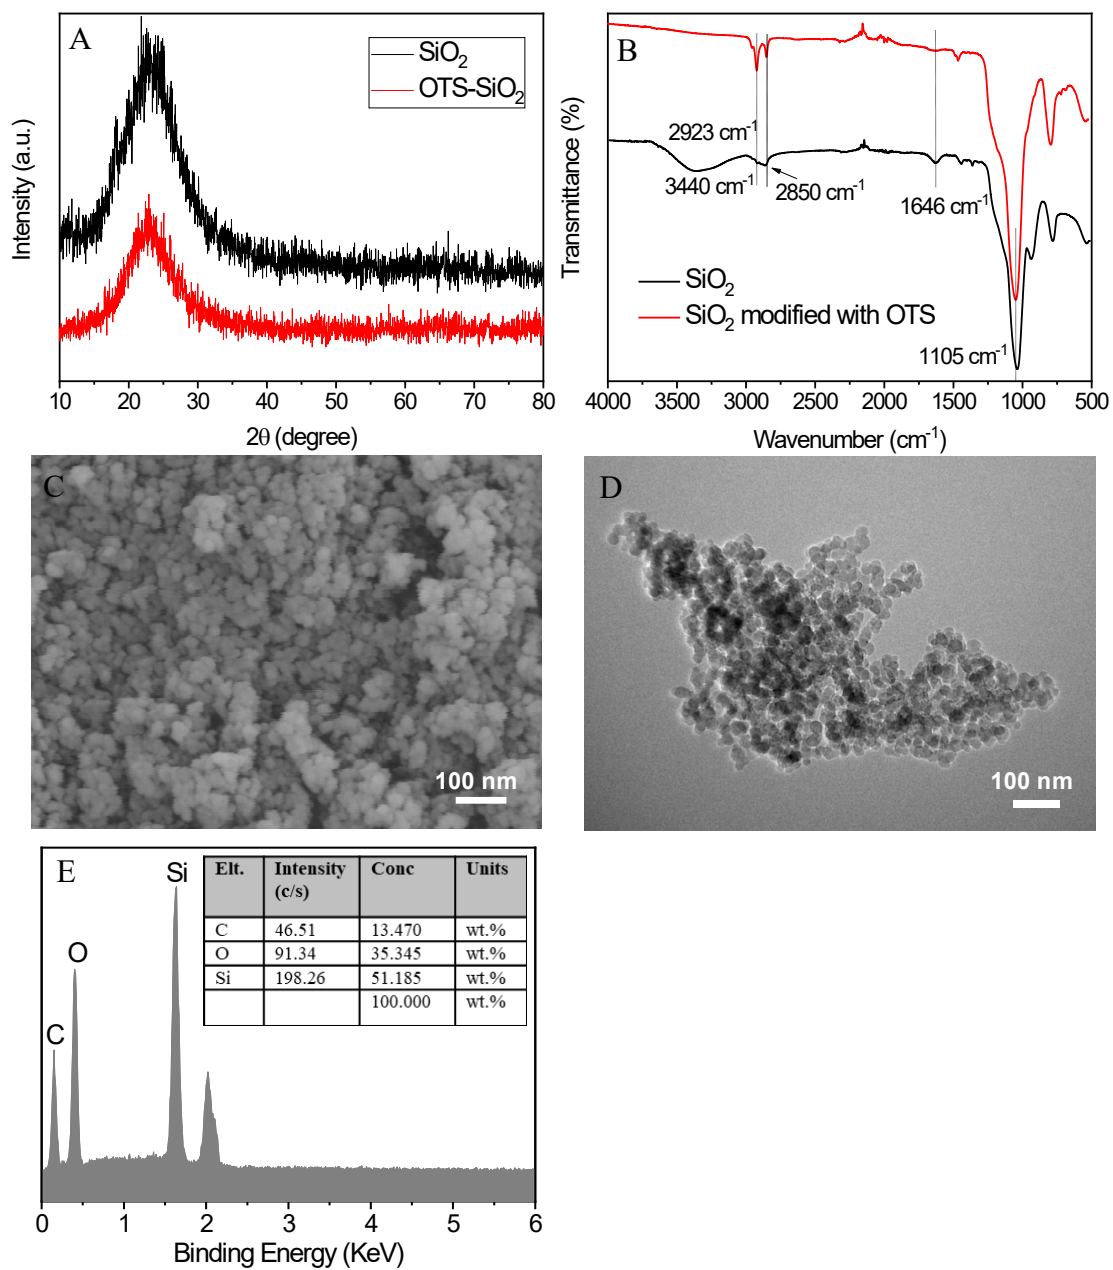 A
SiO₂
OTS-SiO₂
Intensity (a.u.)
10 20 30 40 50 60 70 80
2θ (degree)
B
2923 cm⁻¹
3440 cm⁻¹
2850 cm⁻¹
1646 cm⁻¹
SiO₂
SiO₂ modified with OTS
1105 cm⁻¹
Transmittance (%)
4000 3500 3000 2500 2000 1500 1000 500
Wavenumber (cm⁻¹)
C
100 nm
D
100 nm
E
C
O
Si
Elt. Intensity (c/s) Conc Units
C 46.51 13.470 wt.%
O 91.34 35.345 wt.%
Si 198.26 51.185 wt.%
100.000 wt.%
0 1 2 3 4 5 6
Binding Energy (KeV)